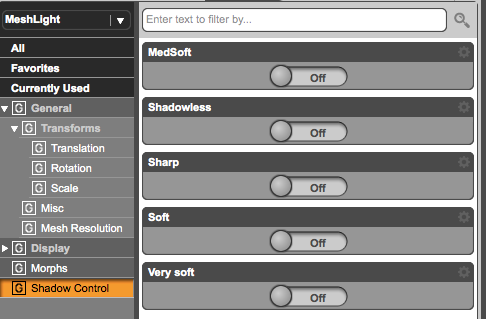 MeshLight
All
Favorites
Currently Used
G General
G Transforms
G Translation
G Rotation
G Scale
G Misc
G Mesh Resolution
G Display
G Morphs
G Shadow Control
Enter text to filter by...
MedSoft
Off
Shadowless
Off
Sharp
Off
Soft
Off
Very soft
Off